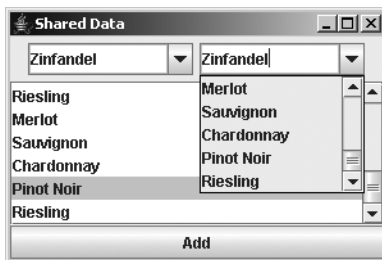 Shared Data
Zinfandel Zinfandel
Riesling
Merlot
Sauvignon
Chardonnay
Pinot Noir
Riesling
Merlot
Sauvignon
Chardonnay
Pinot Noir
Riesling
Add